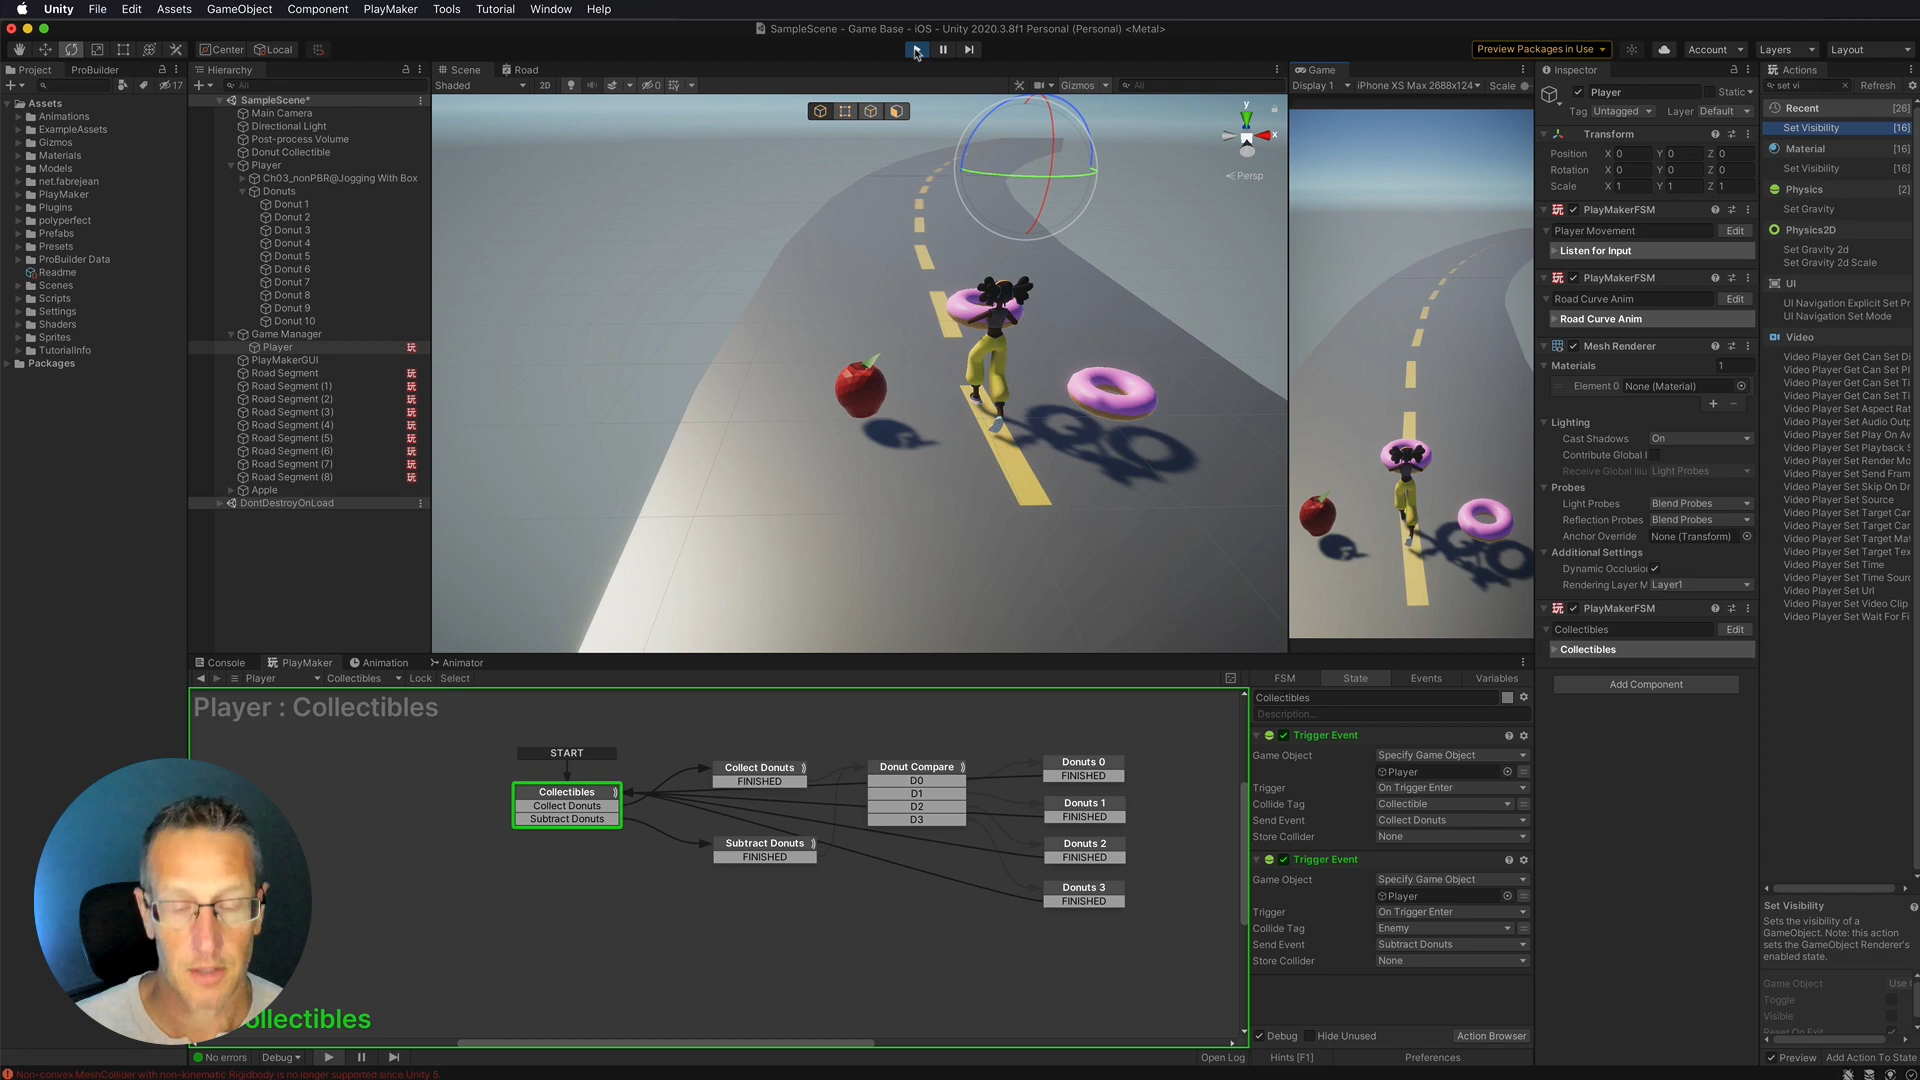 Unity File Edit Assets GameObject Component PlayMaker Tools Tutorial Window Help
SampleScene - Game Base - iOS - Unity 2020.3.8f1 Personal (Personal) <Metal>
Center Local
Preview Packages in Use
Account Layers Layout
Project ProBuilder
17
Assets
Animations
ExampleAssets
Gizmos
Materials
Models
net.fabrejean
PlayMaker
Plugins
polyperfect
Prefabs
Presets
ProBuilder Data
Readme
Scenes
Scripts
Settings
Shaders
Sprites
TutorialInfo
Packages
Hierarchy
All
SampleScene*
Main Camera
Directional Light
Post-process Volume
Donut Collectible
Player
Ch03_nonPBR@Jogging With Box
Donuts
Donut 1
Donut 2
Donut 3
Donut 4
Donut 5
Donut 6
Donut 7
Donut 8
Donut 9
Donut 10
Game Manager
Player
PlayMakerGUI
Road Segment
Road Segment (1)
Road Segment (2)
Road Segment (3)
Road Segment (4)
Road Segment (5)
Road Segment (6)
Road Segment (7)
Road Segment (8)
Apple
DontDestroyOnLoad
Scene Road
Shaded 2D 0 Gizmos All
y
x
Persp
Game
Display 1 iPhone XS Max 2688x124 Scale
Inspector
Player Static
Tag Untagged Layer Default
Transform
Position X 0 Y 0 Z 0
Rotation X 0 Y 0 Z 0
Scale X 1 Y 1 Z 1
PlayMakerFSM
Player Movement Edit
Listen for Input
PlayMakerFSM
Road Curve Anim Edit
Road Curve Anim
Mesh Renderer
Materials 1
Element 0 None (Material)
Lighting
Cast Shadows On
Contribute Global I
Receive Global Illu Light Probes
Probes
Light Probes Blend Probes
Reflection Probes Blend Probes
Anchor Override None (Transform)
Additional Settings
Dynamic Occlusion
Rendering Layer M Layer1
PlayMakerFSM
Collectibles Edit
Collectibles
Add Component
Actions
set vi Refresh
Recent [26]
Set Visibility [16]
Material [16]
Set Visibility [16]
Physics [2]
Set Gravity
Physics2D
Set Gravity 2d
Set Gravity 2d Scale
UI
UI Navigation Explicit Set Pr
UI Navigation Set Mode
Video
Video Player Get Can Set Di
Video Player Get Can Set Pl
Video Player Get Can Set Ti
Video Player Get Can Set Ti
Video Player Set Aspect Rat
Video Player Set Audio Outp
Video Player Set Play On Aw
Video Player Set Playback S
Video Player Set Render Mo
Video Player Set Send Fram
Video Player Set Skip On Dr
Video Player Set Source
Video Player Set Target Car
Video Player Set Target Car
Video Player Set Target Mat
Video Player Set Target Tex
Video Player Set Time
Video Player Set Time Sourc
Video Player Set Url
Video Player Set Video Clip
Video Player Set Wait For Fi
Set Visibility
Sets the visibility of a
GameObject. Note: this action
sets the GameObject Renderer's
enabled state.
Game Object Use
Toggle
Visible
Reset On Exit
Preview Add Action To State
Console PlayMaker Animation Animator
Player Collectibles Lock Select
Player : Collectibles
START
Collectibles
Collect Donuts
Subtract Donuts
Collect Donuts
FINISHED
Subtract Donuts
FINISHED
Donut Compare
D0
D1
D2
D3
Donuts 0
FINISHED
Donuts 1
FINISHED
Donuts 2
FINISHED
Donuts 3
FINISHED
ollectibles
FSM State Events Variables
Collectibles
Description...
Trigger Event
Game Object Specify Game Object
Player
Trigger On Trigger Enter
Collide Tag Collectible
Send Event Collect Donuts
Store Collider None
Trigger Event
Game Object Specify Game Object
Player
Trigger On Trigger Enter
Collide Tag Enemy
Send Event Subtract Donuts
Store Collider None
Debug Hide Unused Action Browser
No errors Debug Open Log Hints [F1] Preferences
Non-convex MeshCollider with non-kinematic Rigidbody is no longer supported since Unity 5.